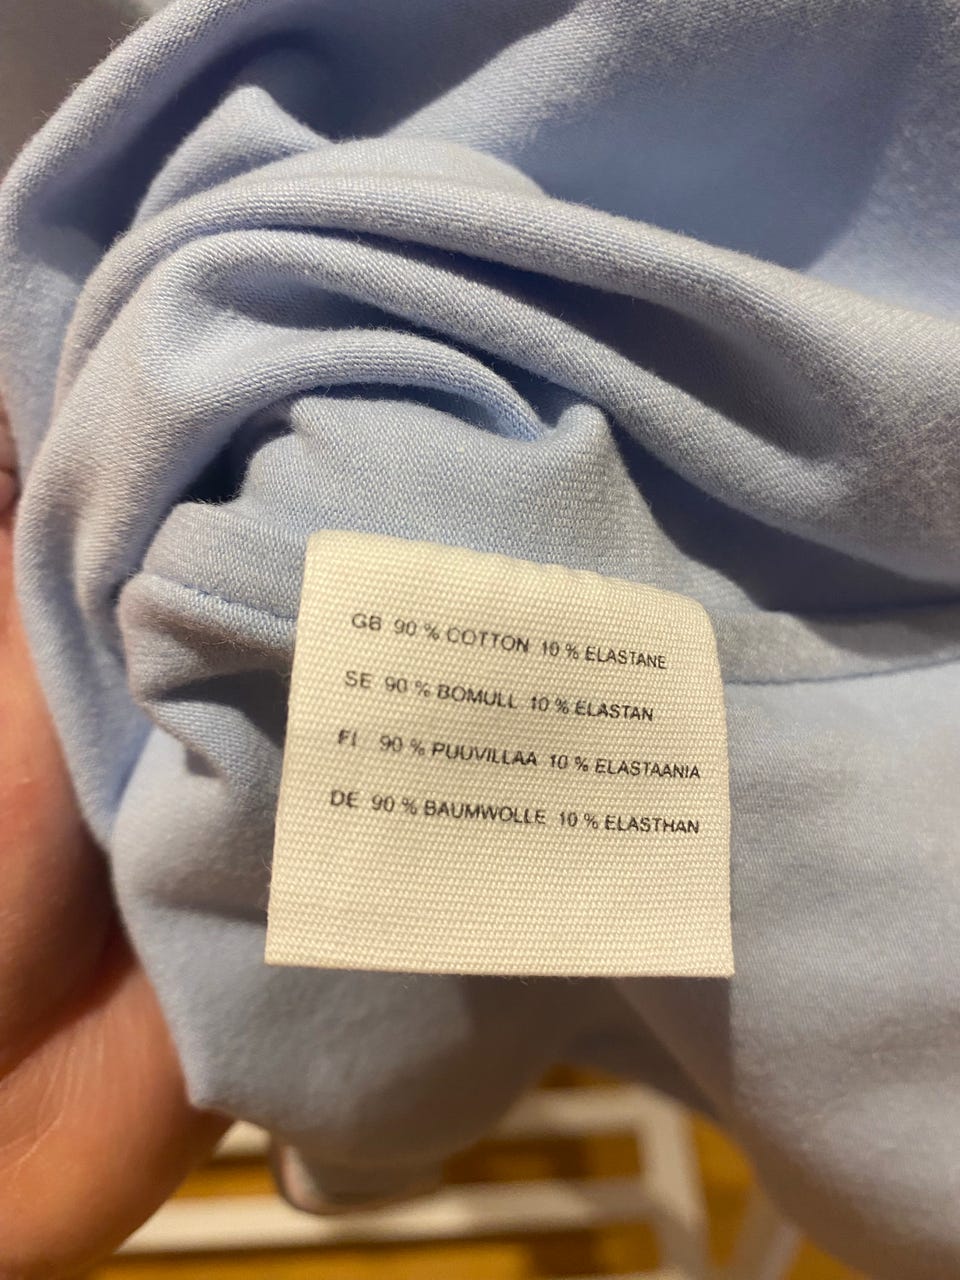 GB 90 % COTTON 10 % ELASTANE
SE 90 % BOMULL 10 % ELASTAN
FI 90 % PUUVILLAA 10 % ELASTAANIA
DE 90 % BAUMWOLLE 10 % ELASTHAN